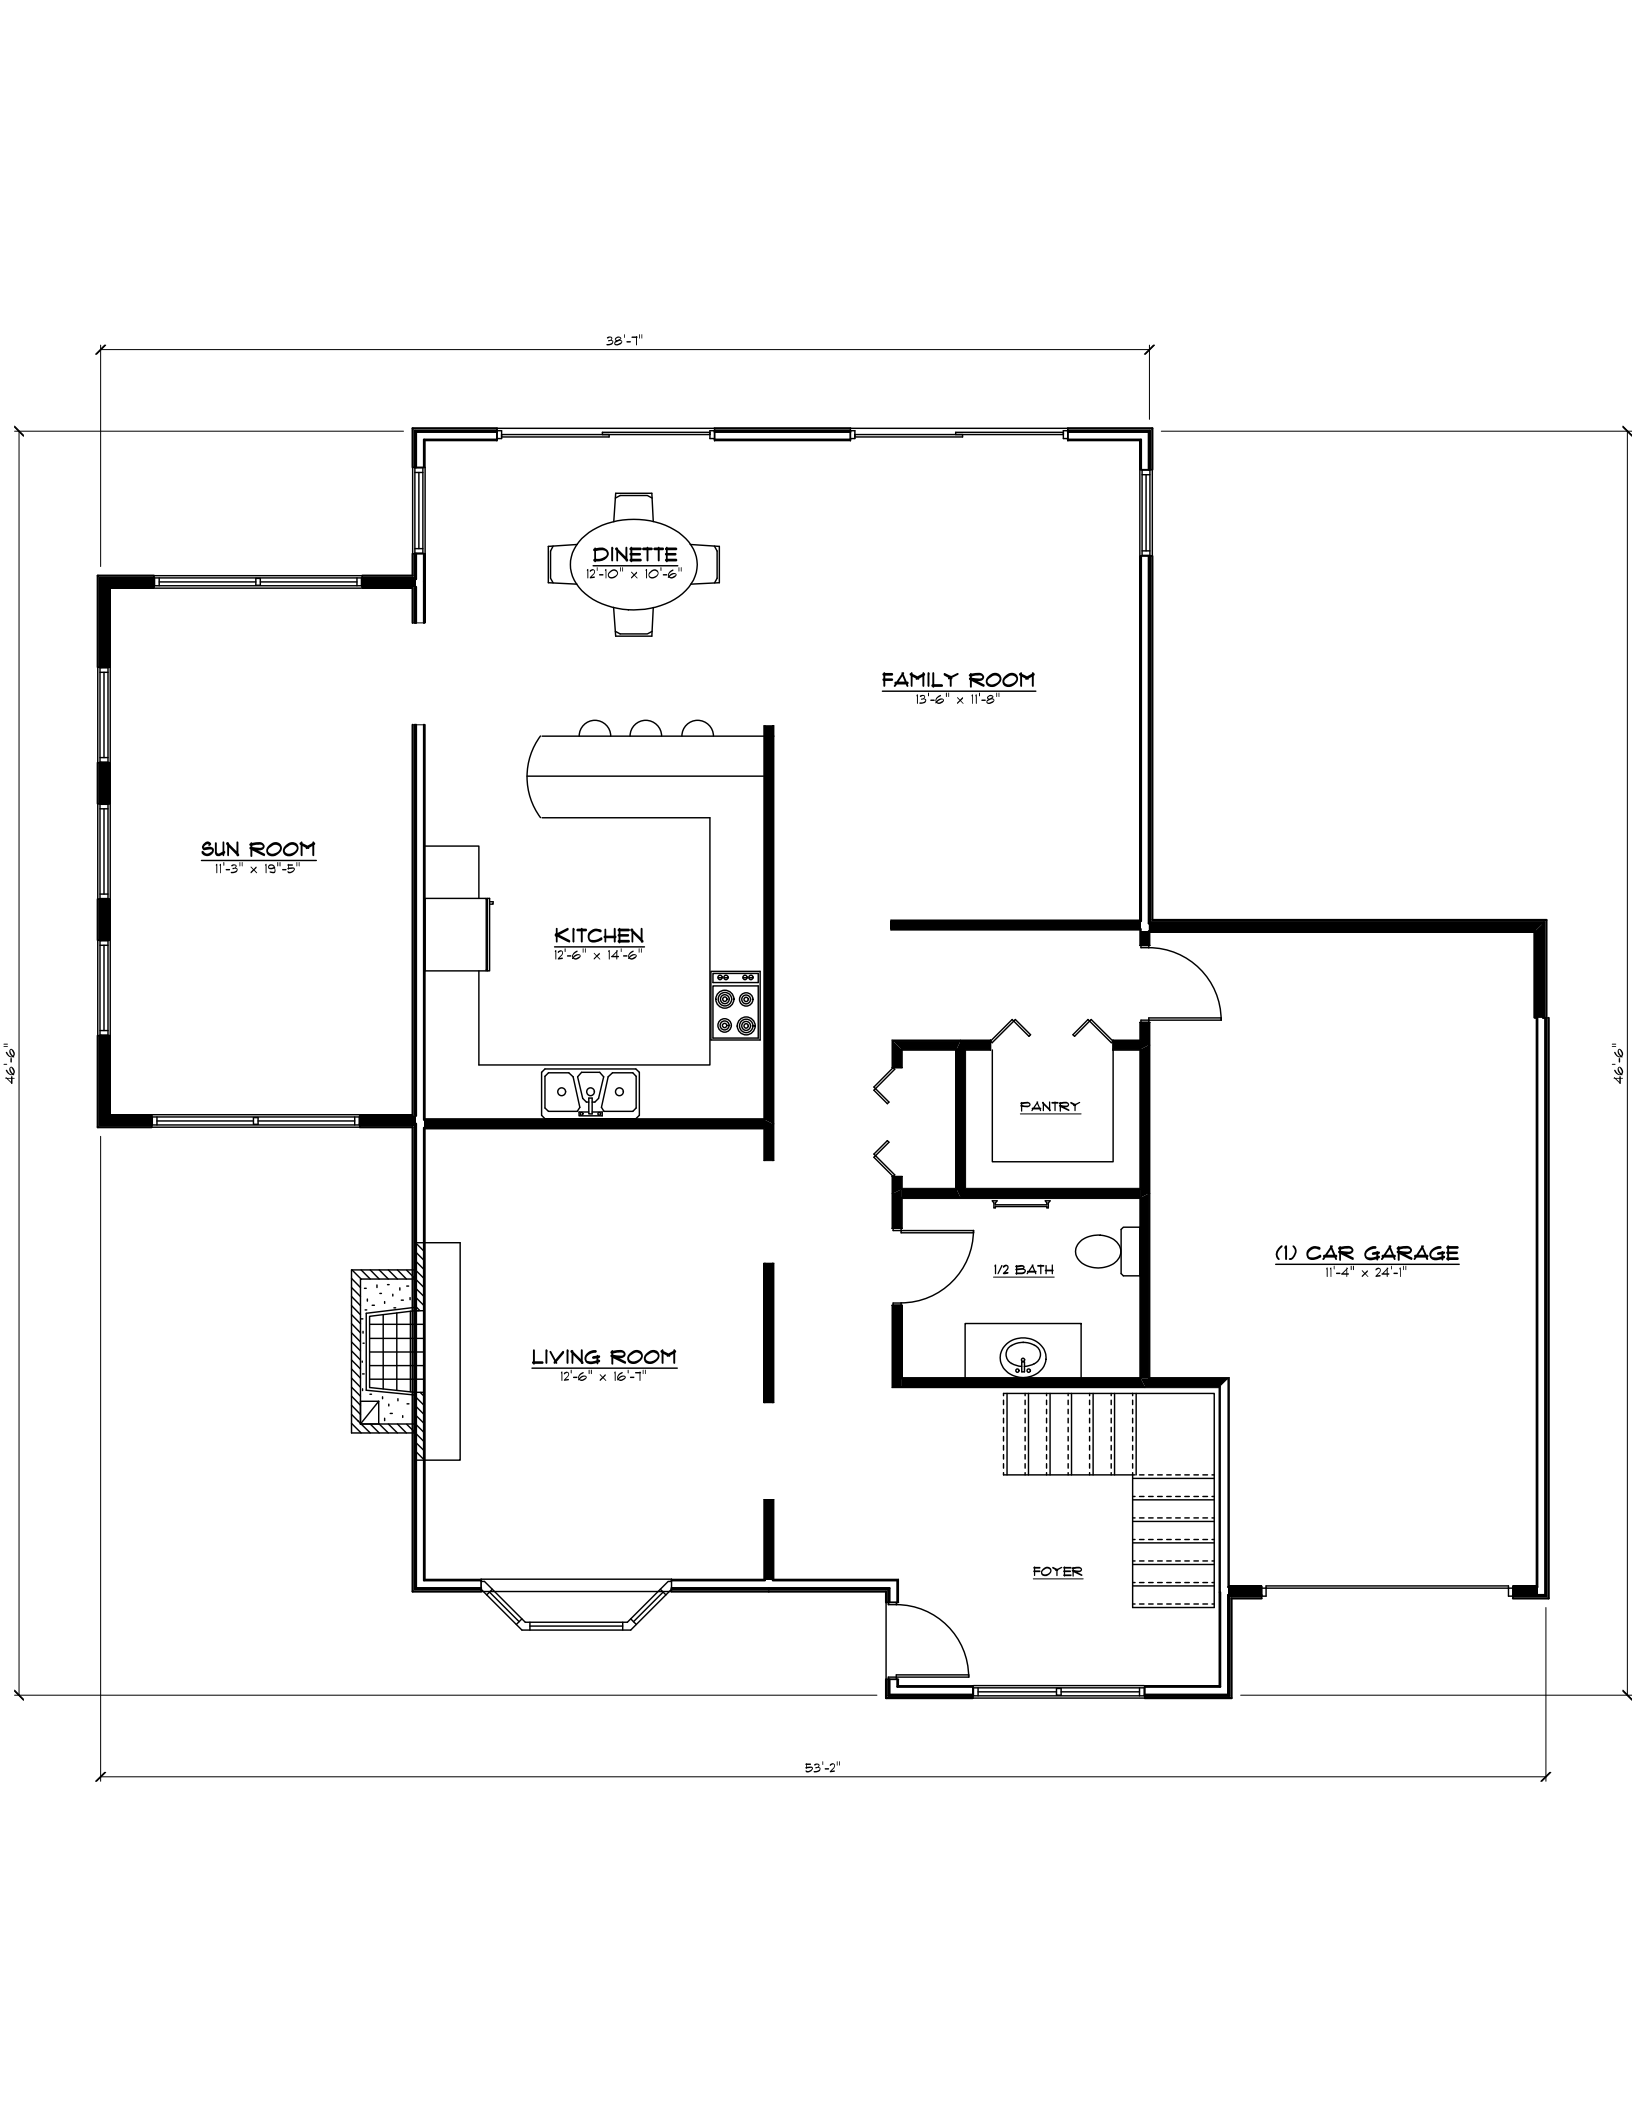 38'-7"
DINETTE
12'-10" x 10'-6"
FAMILY ROOM
13'-6" x 11'-8"
SUN ROOM
11'-3" x 19'-5"
KITCHEN
12'-6" x 14'-6"
46'-6"
46'-6"
PANTRY
(1) CAR GARAGE
11'-4" x 24'-1"
1/2 BATH
LIVING ROOM
12'-6" x 16'-7"
FOYER
53'-2"